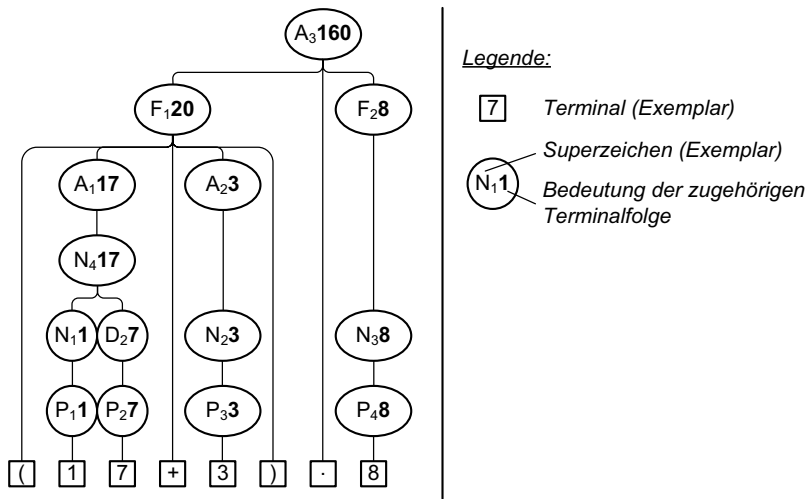 A₃160
F₁20 F₂8
A₁17 A₂3
N₄17
N₁1 D₂7 N₂3 N₃8
P₁1 P₂7 P₃3 P₄8
( 1 7 + 3 ) · 8
Legende:
7 Terminal (Exemplar)
Superzeichen (Exemplar)
N₁1
Bedeutung der zugehörigen
Terminalfolge